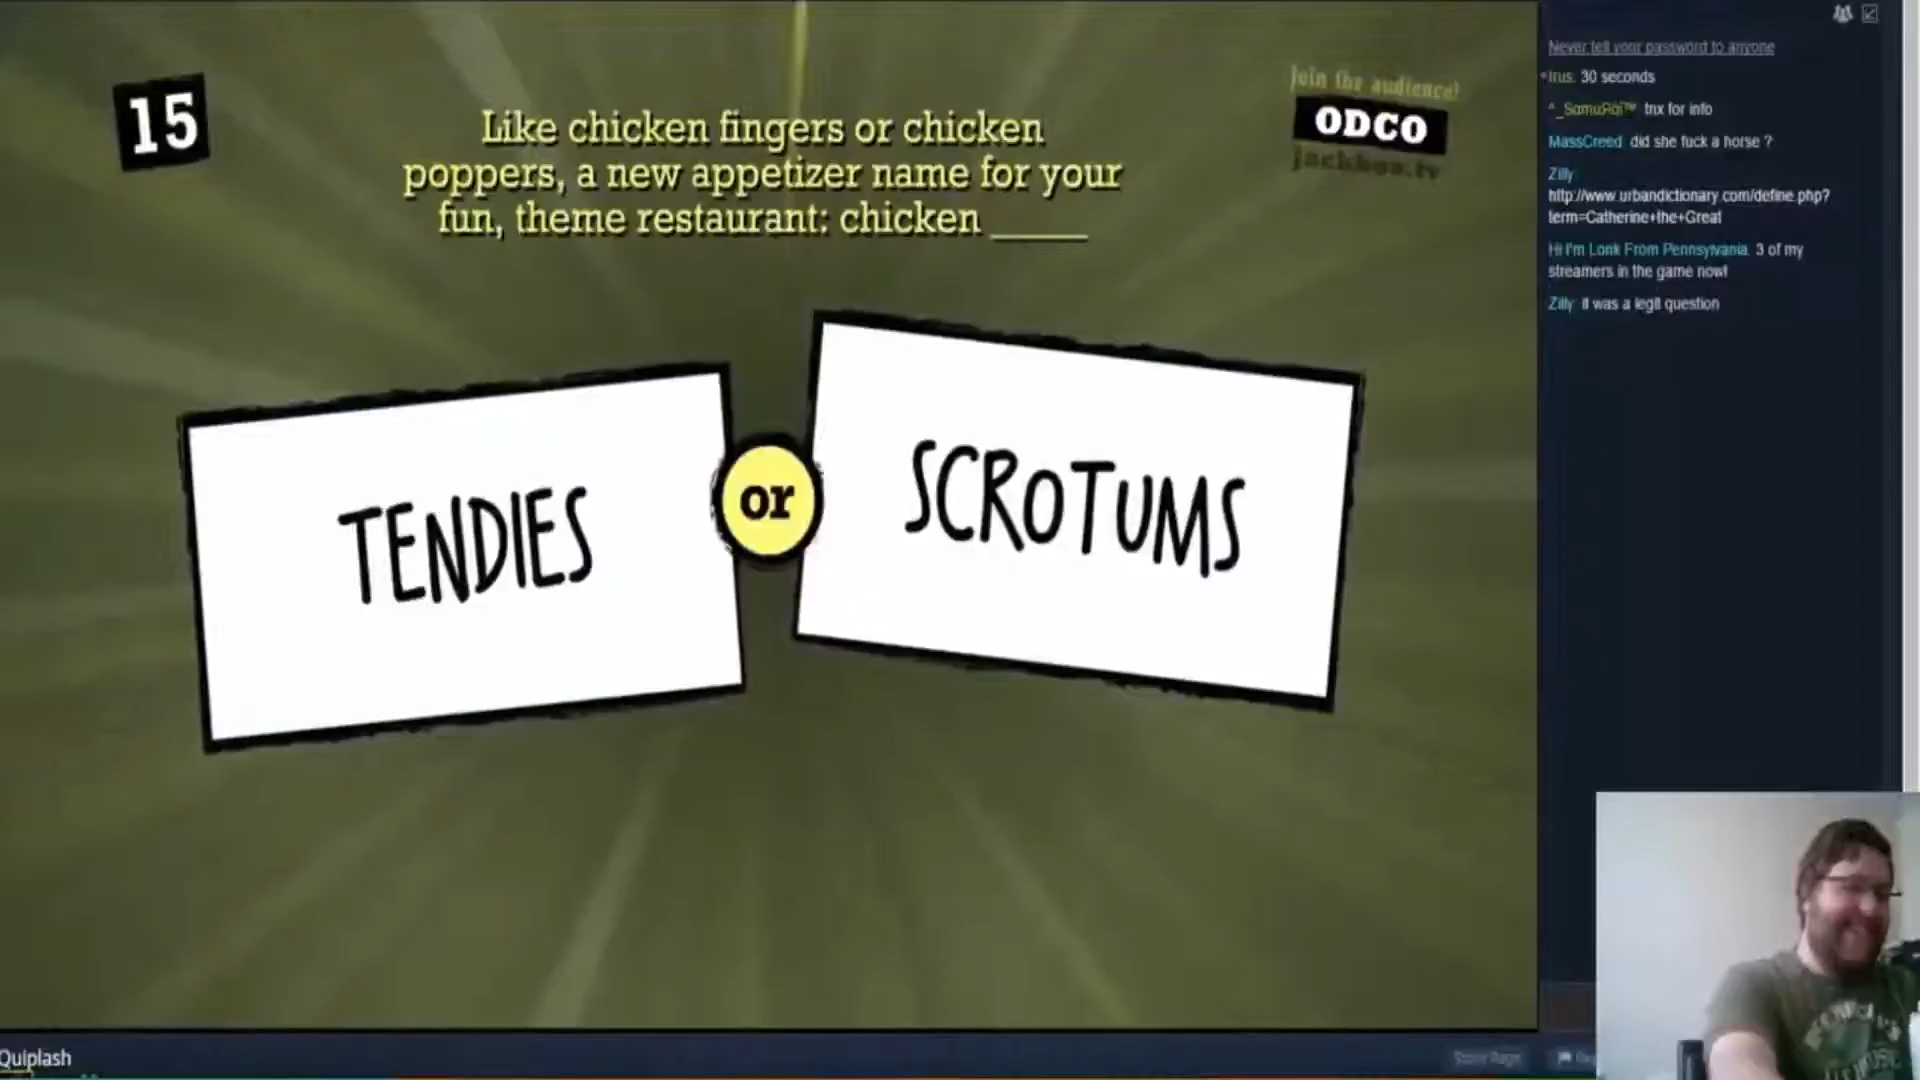 15
Like chicken fingers or chicken
poppers, a new appetizer name for your
fun, theme restaurant: chicken _____
Join the audience!
ODCO
jackbox.tv
TENDIES
or
SCROTUMS
Never tell your password to anyone
Irus: 30 seconds
tnx for info
MassCreed: did she fuck a horse ?
Zilly:
http://www.urbandictionary.com/define.php?
term=Catherine+the+Great
Hi I'm Lonk From Pennsylvania: 3 of my
streamers in the game now!
Zilly: it was a legit question
Quiplash
Store Page